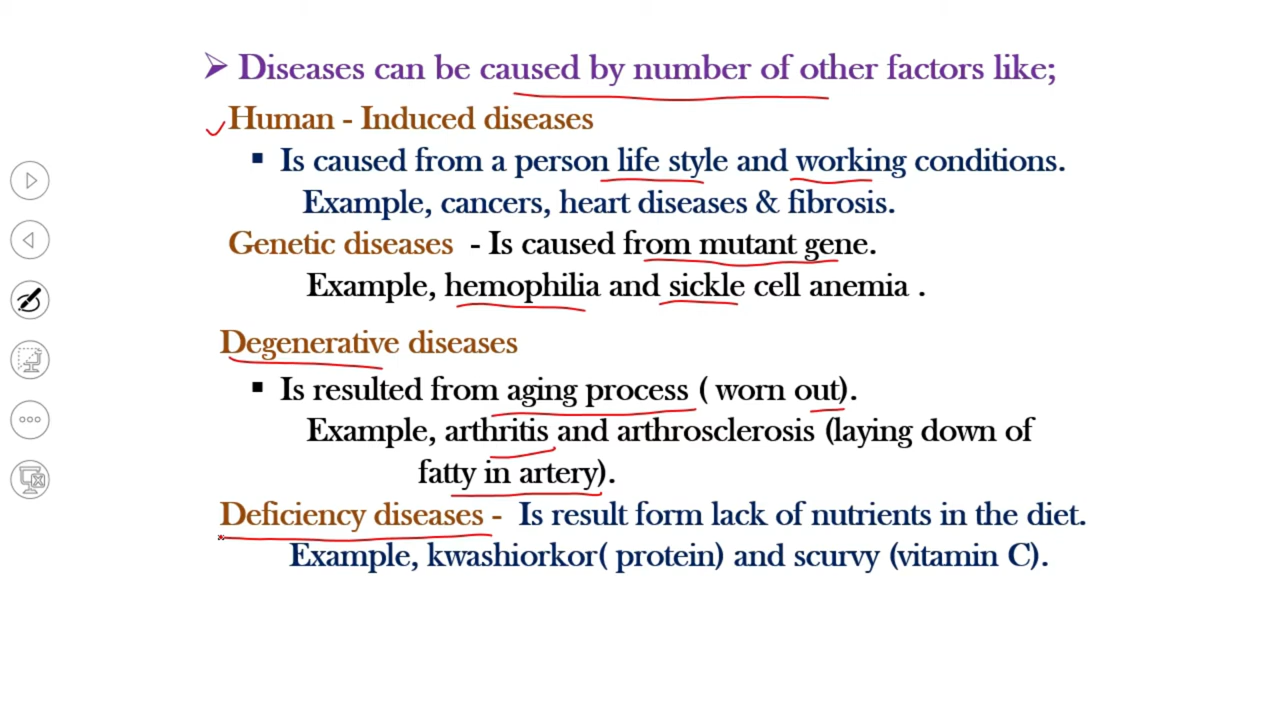 ➢ Diseases can be caused by number of other factors like;
Human - Induced diseases
▪ Is caused from a person life style and working conditions.
Example, cancers, heart diseases & fibrosis.
Genetic diseases - Is caused from mutant gene.
Example, hemophilia and sickle cell anemia .
Degenerative diseases
▪ Is resulted from aging process ( worn out).
Example, arthritis and arthrosclerosis (laying down of
fatty in artery).
Deficiency diseases - Is result form lack of nutrients in the diet.
Example, kwashiorkor( protein) and scurvy (vitamin C).